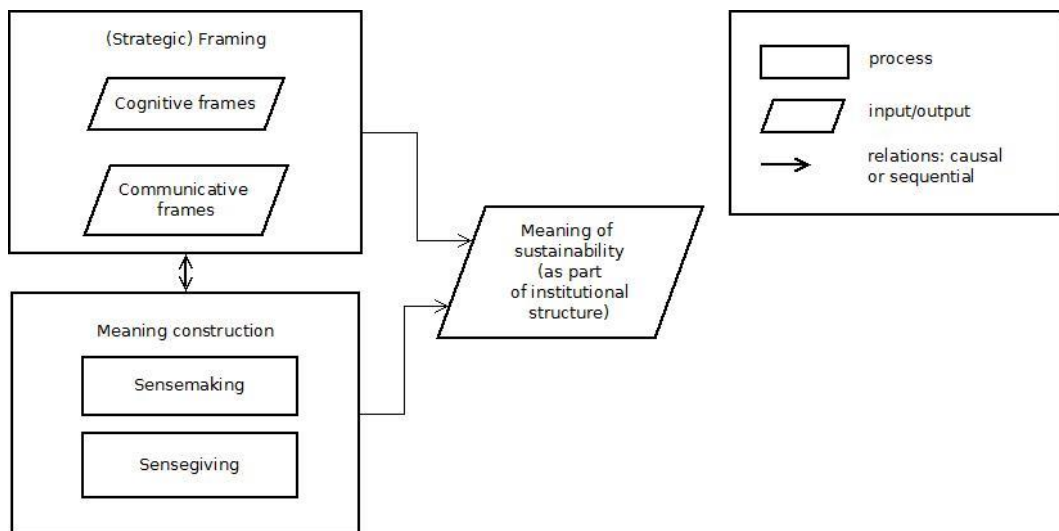 (Strategic) Framing
Cognitive frames
Communicative
frames
Meaning construction
Sensemaking
Sensegiving
Meaning of
sustainability
(as part
of institutional
structure)
process
input/output
relations: causal
or sequential